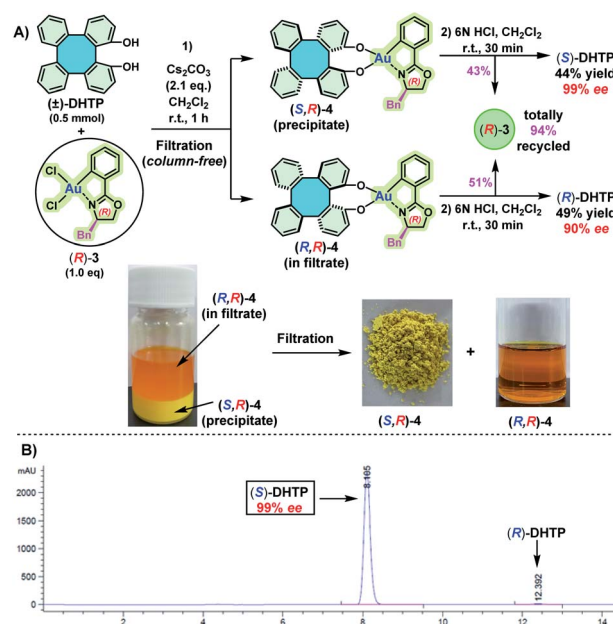 A)
OH
OH
(±)-DHTP
(0.5 mmol)
+
Cl
Cl
Au
N
O
(R)
Bn
(R)-3
(1.0 eq)
1)
Cs2CO3
(2.1 eq.)
CH2Cl2
r.t., 1 h
Filtration
(column-free)
O
O
Au
N
O
(R)
Bn
(S,R)-4
(precipitate)
2) 6N HCl, CH2Cl2
r.t., 30 min
43%
(S)-DHTP
44% yield
99% ee
(R)-3
totally
94%
recycled
O
O
Au
N
O
(R)
Bn
(R,R)-4
(in filtrate)
51%
2) 6N HCl, CH2Cl2
r.t., 30 min
(R)-DHTP
49% yield
90% ee
(R,R)-4
(in filtrate)
(S,R)-4
(precipitate)
Filtration
+
(S,R)-4
(R,R)-4
B)
mAU
2000
1500
1000
500
0
(S)-DHTP
99% ee
8.105
(R)-DHTP
12.392
2
4
6
8
10
12
14